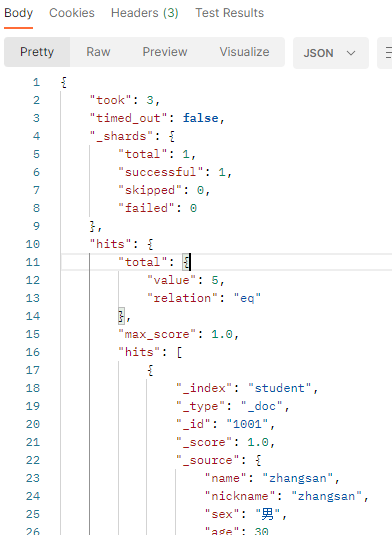 Body Cookies Headers (3) Test Results
Pretty Raw Preview Visualize JSON
1 {
2 "took": 3,
3 "timed_out": false,
4 "_shards": {
5 "total": 1,
6 "successful": 1,
7 "skipped": 0,
8 "failed": 0
9 },
10 "hits": {
11 "total": {
12 "value": 5,
13 "relation": "eq"
14 },
15 "max_score": 1.0,
16 "hits": [
17 {
18 "_index": "student",
19 "_type": "_doc",
20 "_id": "1001",
21 "_score": 1.0,
22 "_source": {
23 "name": "zhangsan",
24 "nickname": "zhangsan",
25 "sex": "男",
26 "age": 30